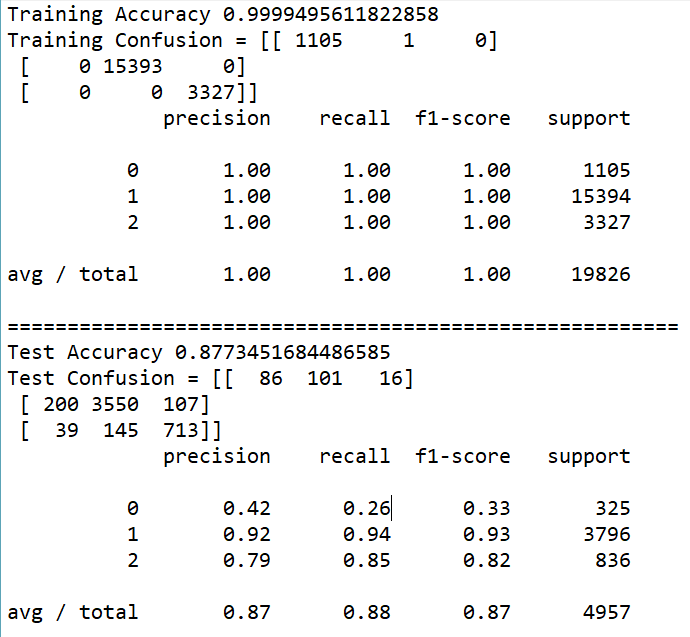 Training Accuracy 0.9999495611822858
Training Confusion = [[ 1105     1     0]
 [    0 15393     0]
 [    0     0  3327]]
             precision    recall  f1-score   support

          0       1.00      1.00      1.00      1105
          1       1.00      1.00      1.00     15394
          2       1.00      1.00      1.00      3327

avg / total       1.00      1.00      1.00     19826

========================================================
Test Accuracy 0.8773451684486585
Test Confusion = [[  86  101   16]
 [ 200 3550  107]
 [  39  145  713]]
             precision    recall  f1-score   support

          0       0.42      0.26      0.33       325
          1       0.92      0.94      0.93      3796
          2       0.79      0.85      0.82       836

avg / total       0.87      0.88      0.87      4957